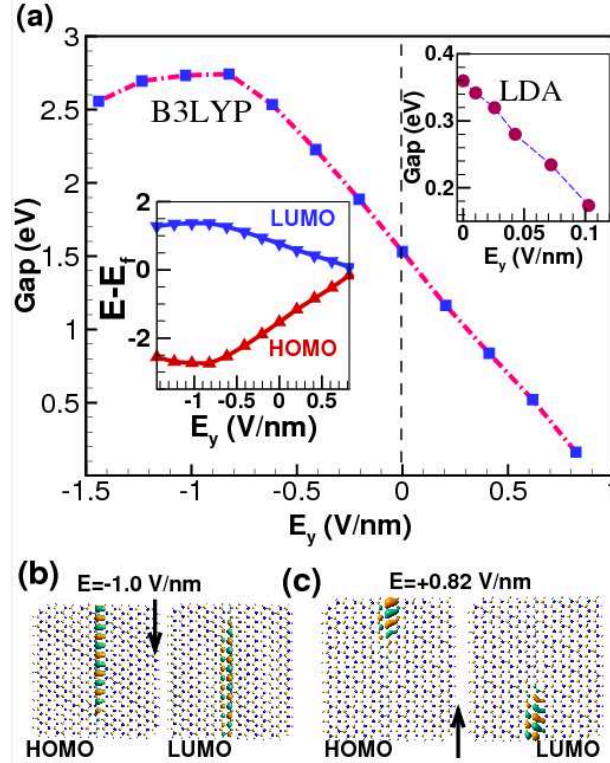 (a)
3
2.5
2
1.5
1
0.5
Gap (eV)
-1.5
-1
-0.5
0
0.5
1
E_y (V/nm)
B3LYP
LDA
0.4
0.3
0.2
Gap (eV)
0
0.05
0.1
E_y (V/nm)
2
0
-2
E-E_f
LUMO
HOMO
-1
-0.5
0
0.5
E_y (V/nm)
(b)
E=-1.0 V/nm
HOMO
LUMO
(c)
E=+0.82 V/nm
HOMO
LUMO